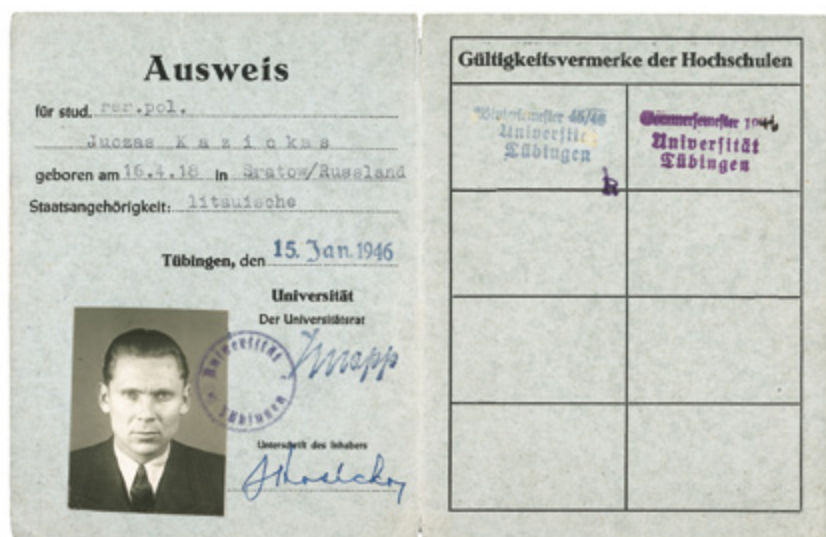 Ausweis
für stud. rer.pol.
Juozas Kazickas
geboren am 16.4.18 in Sratow/Russland
Staatsangehörigkeit: litauische
Tübingen, den 15. Jan. 1946
Universität
Der Universitätsrat
Knapp
Universität Tübingen
Unterschrift des Inhabers
Gültigkeitsvermerke der Hochschulen
Wintersemester 45/46
Universität
Tübingen
R
Sommersemester 1946
Universität
Tübingen